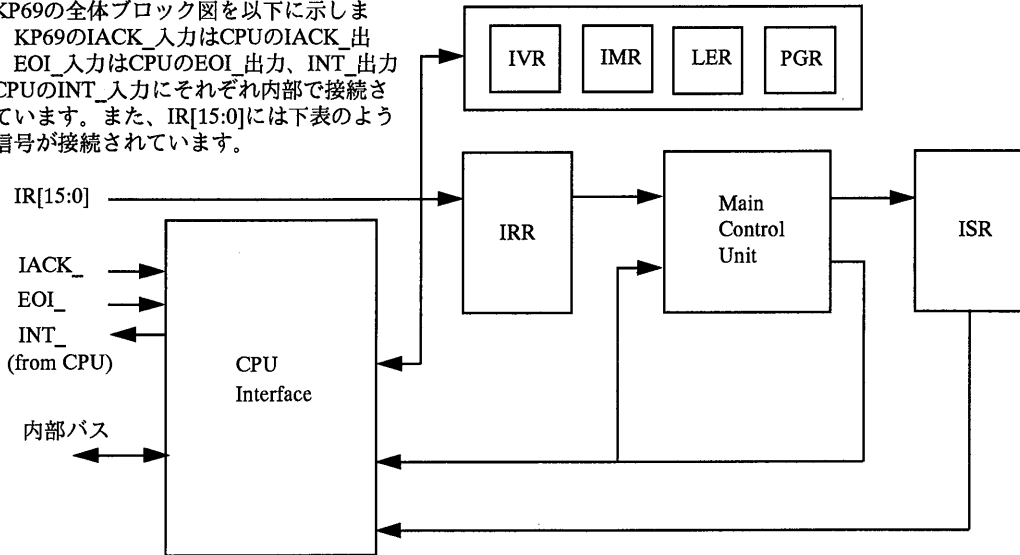 KP69の全体ブロック図を以下に示しま
KP69のIACK_入力はCPUのIACK_出
EOI_入力はCPUのEOI_出力、INT_出力
CPUのINT_入力にそれぞれ内部で接続さ
ています。また、IR[15:0]には下表のよう
信号が接続されています。
IVR
IMR
LER
PGR
IR[15:0]
IRR
Main
Control
Unit
ISR
IACK_
EOI_
INT_
(from CPU)
CPU
Interface
内部バス